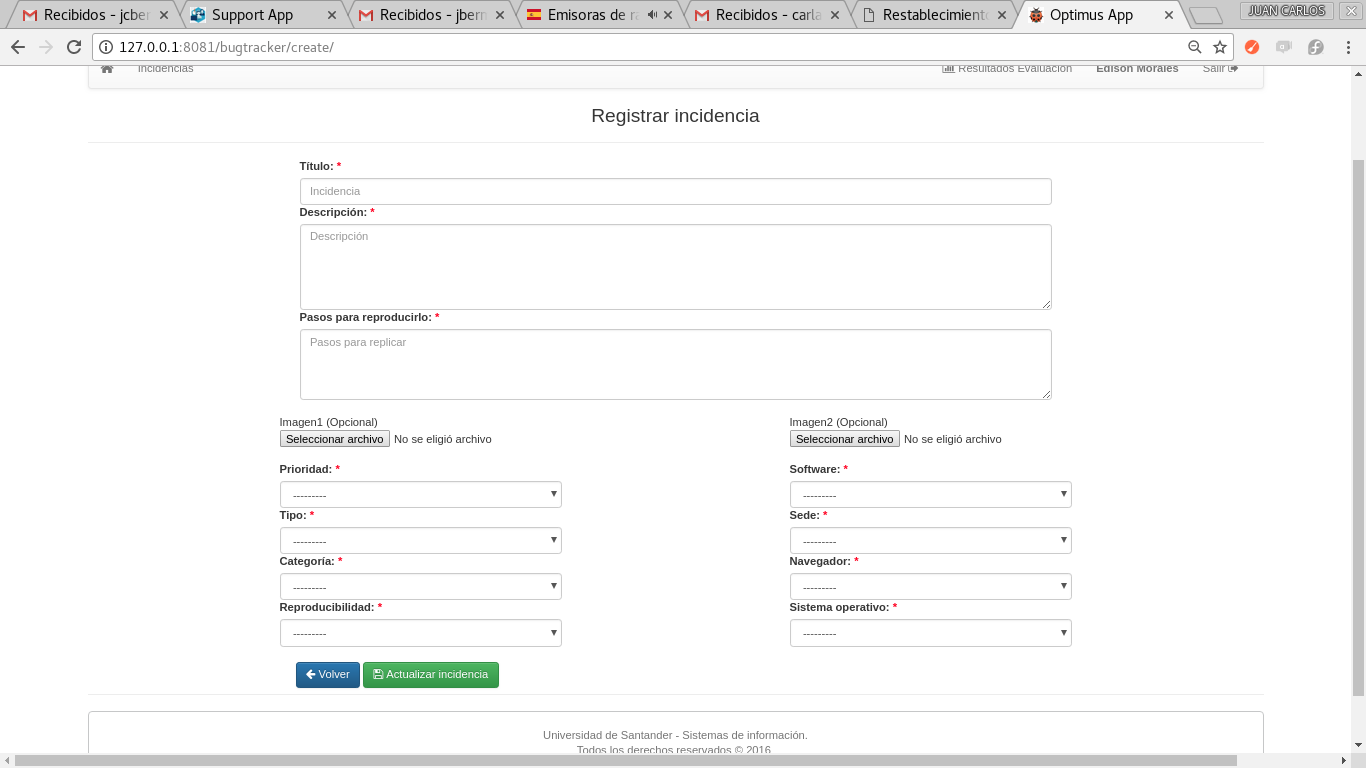 Recibidos - jcber
Support App
Recibidos - jberm
Emisoras de ra
Recibidos - carla
Restablecimiento
Optimus App
JUAN CARLOS
127.0.0.1:8081/bugtracker/create/
Incidencias
Resultados Evaluación
Edison Morales
Salir
Registrar incidencia
Título: *
Incidencia
Descripción: *
Descripción
Pasos para reproducirlo: *
Pasos para replicar
Imagen1 (Opcional)
Imagen2 (Opcional)
Seleccionar archivo No se eligió archivo
Seleccionar archivo No se eligió archivo
Prioridad: *
Software: *
---------
---------
Tipo: *
Sede: *
---------
---------
Categoría: *
Navegador: *
---------
---------
Reproducibilidad: *
Sistema operativo: *
---------
---------
Volver
Actualizar incidencia
Universidad de Santander - Sistemas de información.
Todos los derechos reservados © 2016